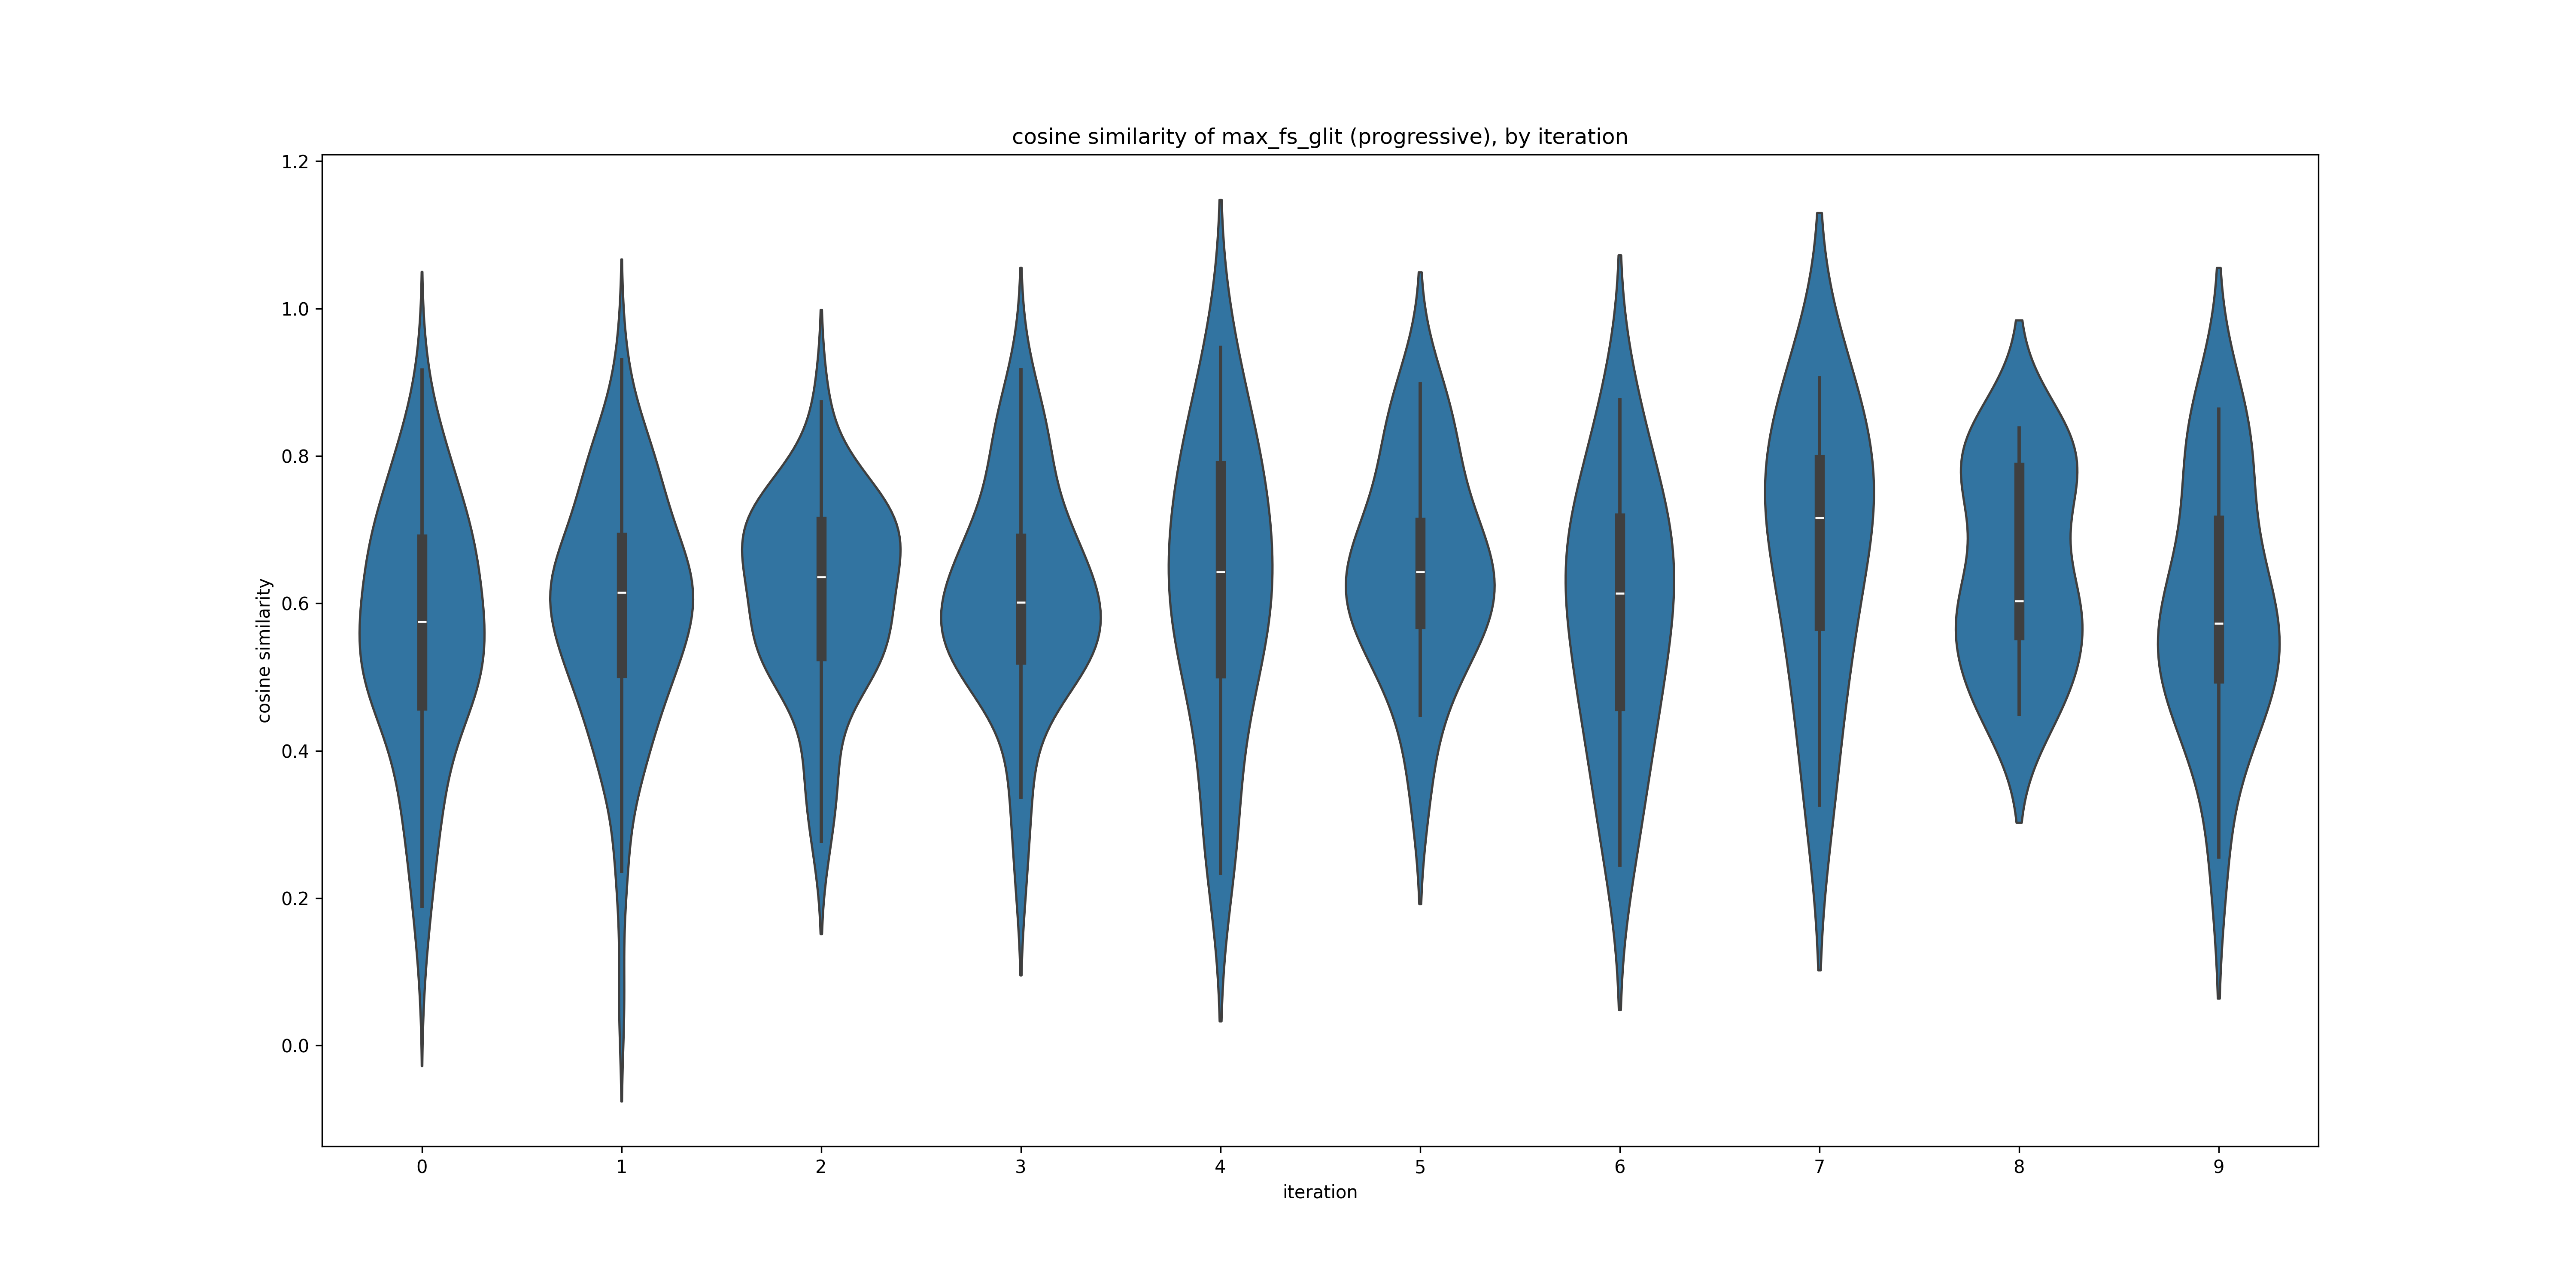 cosine similarity of max_fs_glit (progressive), by iteration
1.2
1.0
0.8
0.6
0.4
0.2
0.0
cosine similarity
0 1 2 3 4 5 6 7 8 9
iteration